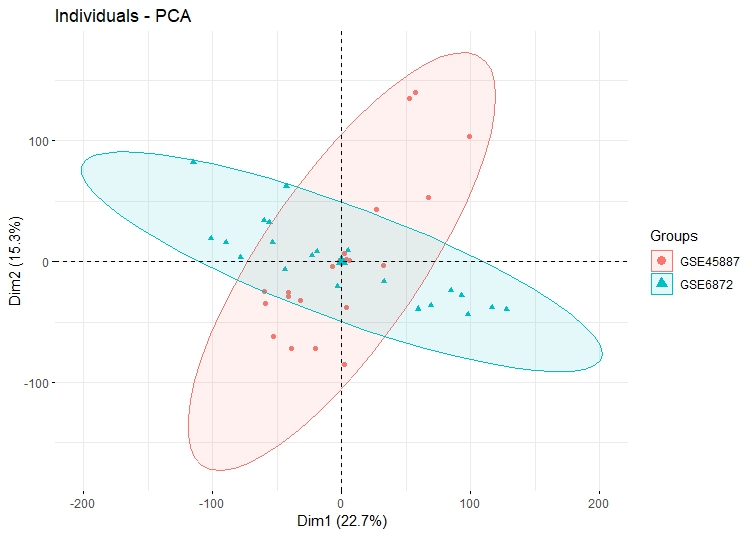 Individuals - PCA
100
0
-100
Dim2 (15.3%)
-200 -100 0 100 200
Dim1 (22.7%)
Groups
GSE45887
GSE6872